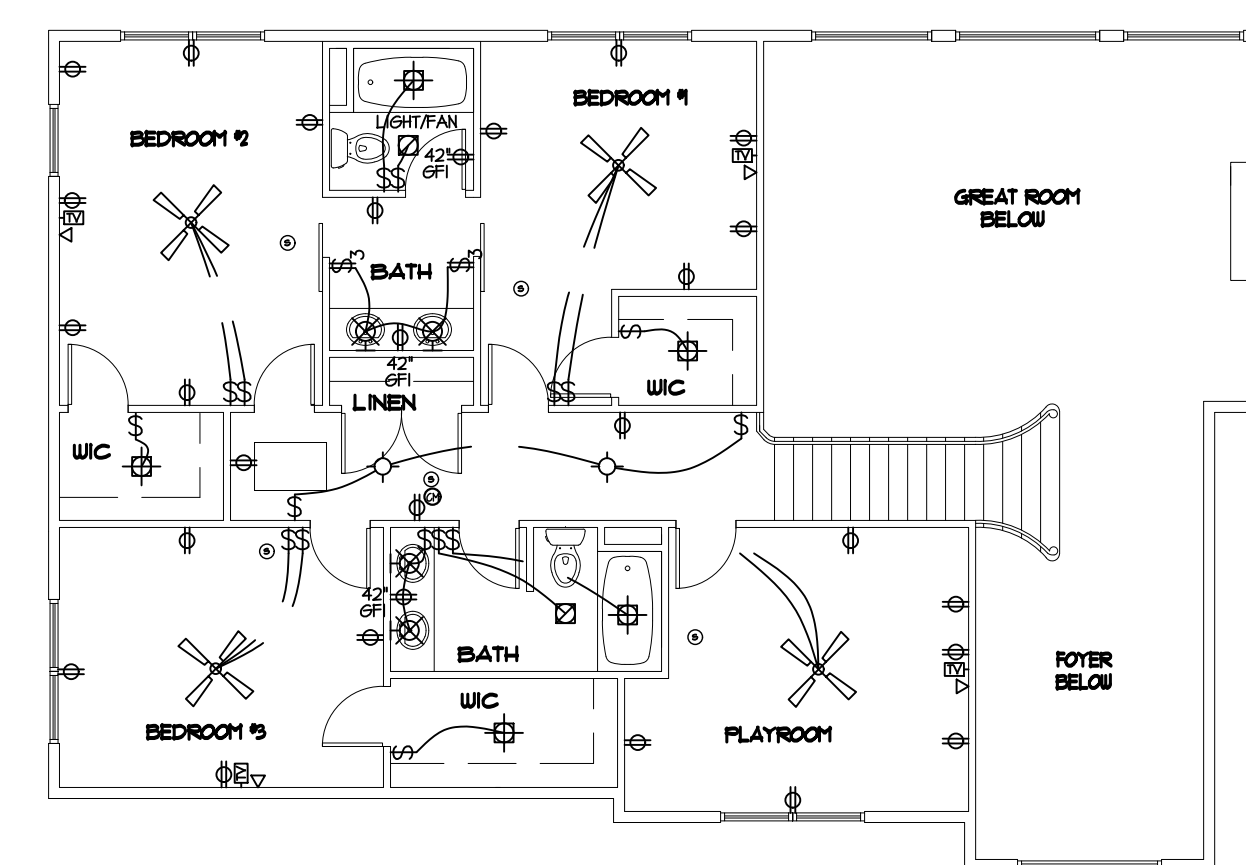 BEDROOM #2
LIGHT/FAN
42"
GFI
BEDROOM #1
TV
TV
GREAT ROOM
BELOW
S
$3
BATH
$3
S
$$
$$
42"
GFI
LINEN
$$
$
WIC
WIC
$
$
S
CM
$
$$
S
$$$
42"
GFI
BATH
S
TV
FOYER
BELOW
WIC
BEDROOM #3
PLAYROOM
$
TV